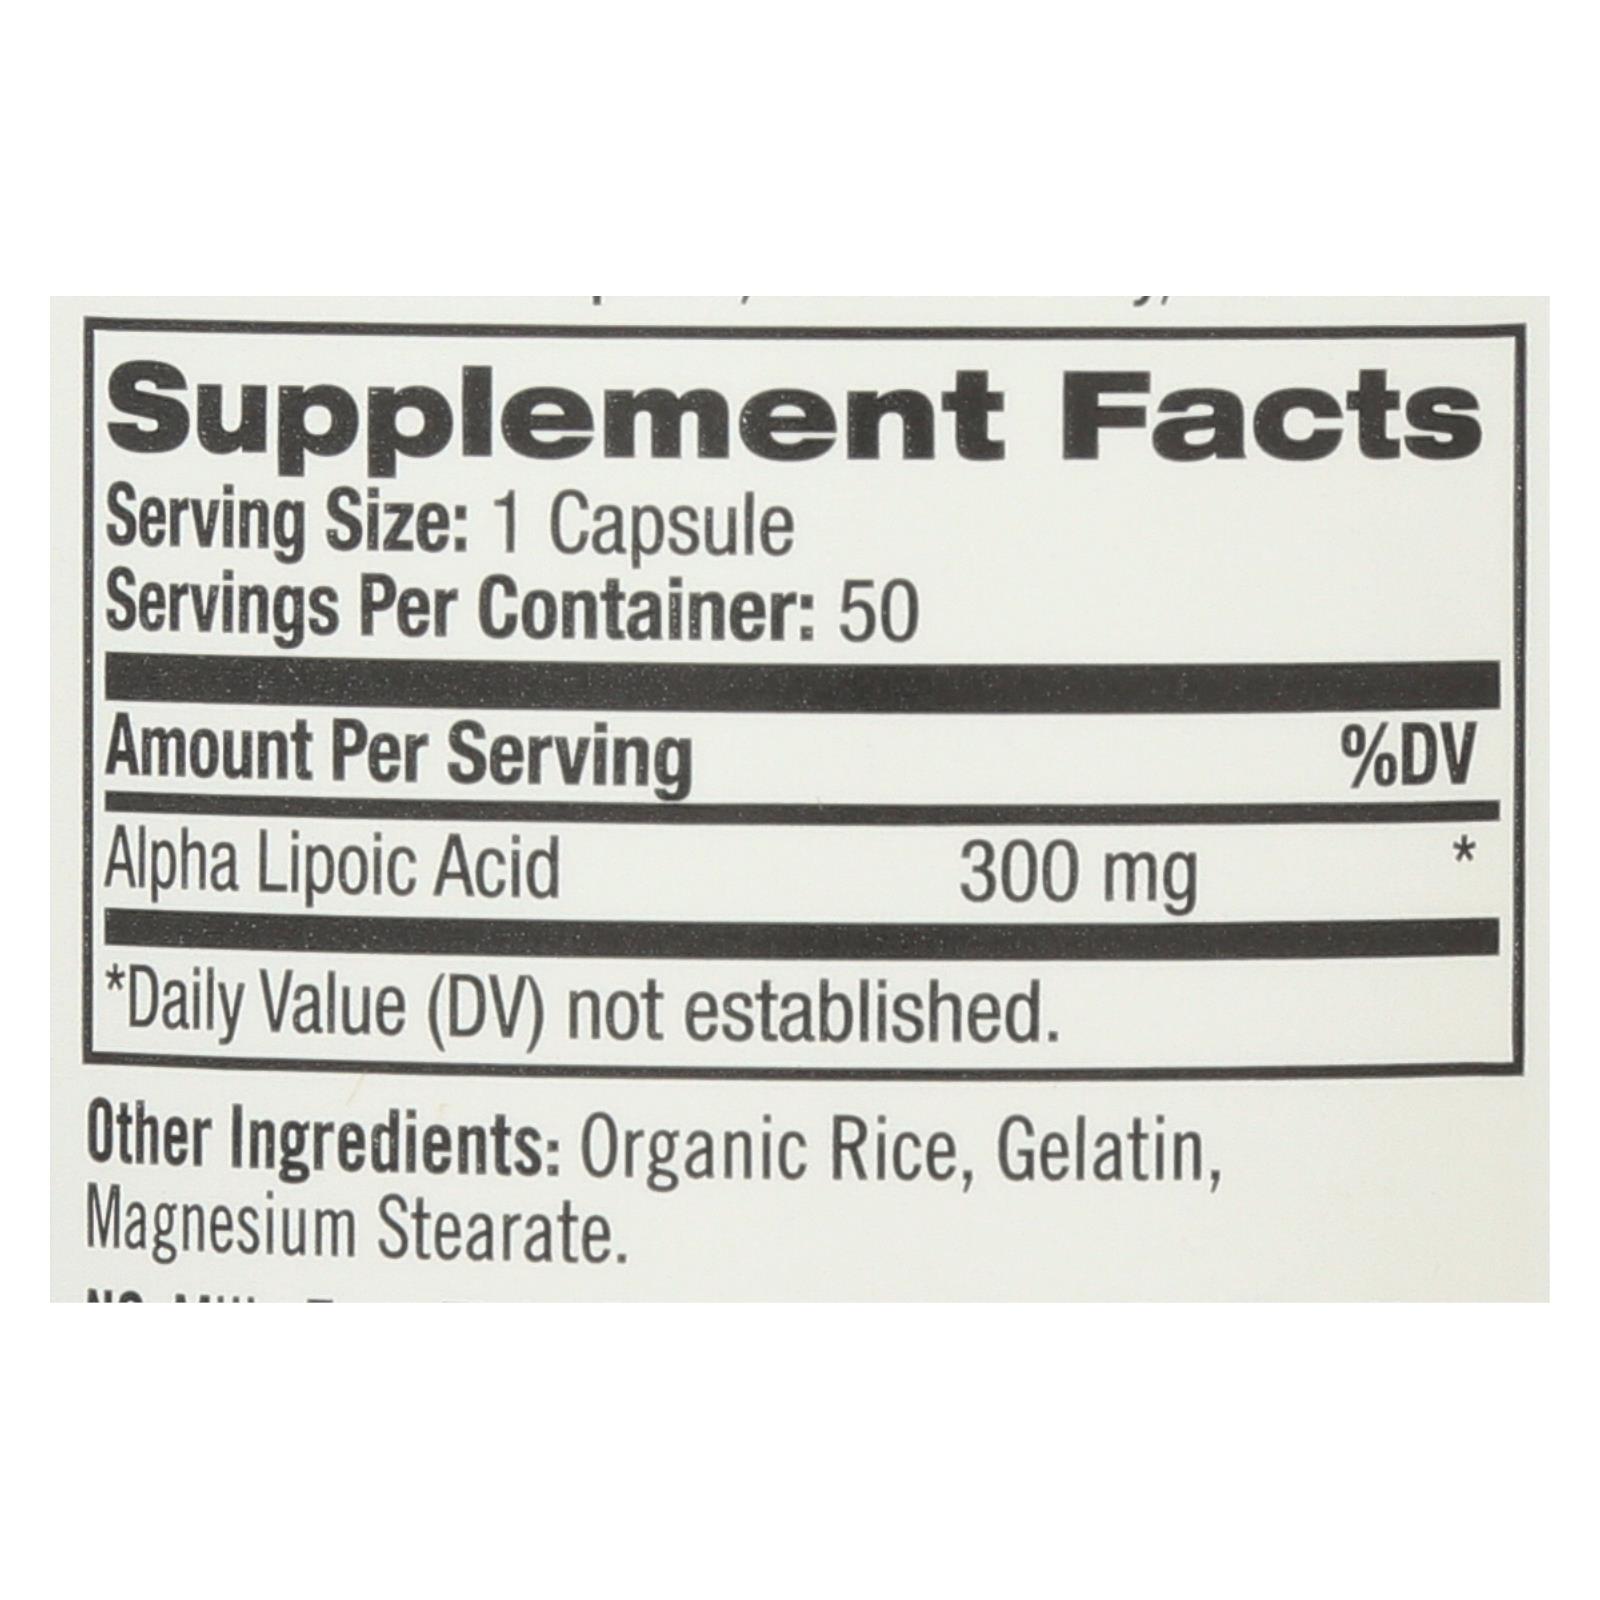 Supplement Facts
Serving Size: 1 Capsule
Servings Per Container: 50
Amount Per Serving %DV
Alpha Lipoic Acid 300 mg *
*Daily Value (DV) not established.
Other Ingredients: Organic Rice, Gelatin,
Magnesium Stearate.